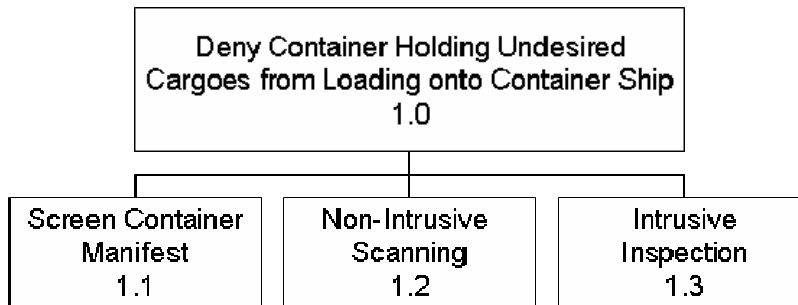 Deny Container Holding Undesired
Cargoes from Loading onto Container Ship
1.0
Screen Container
Manifest
1.1
Non-Intrusive
Scanning
1.2
Intrusive
Inspection
1.3